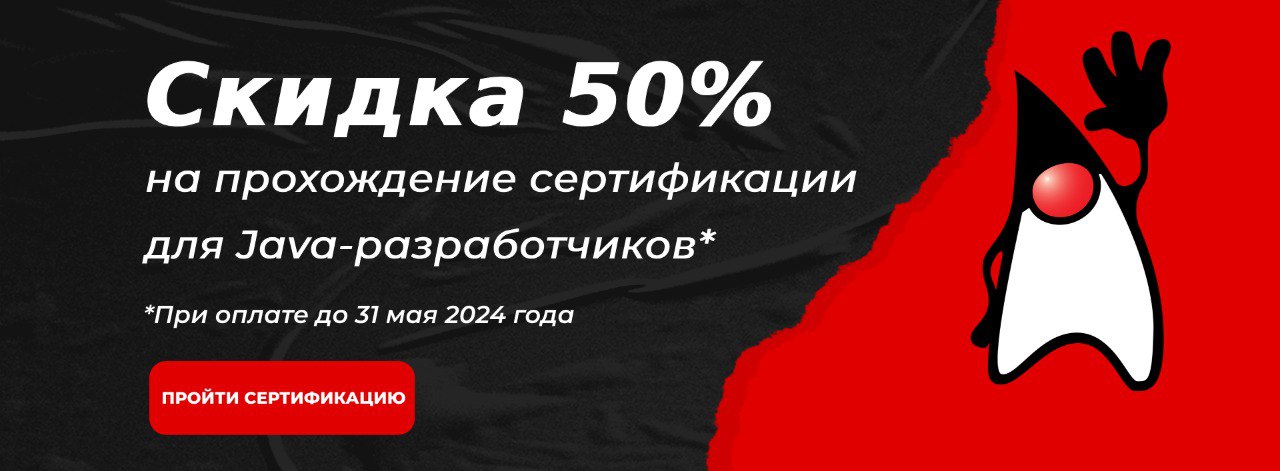 Скидка 50%
на прохождение сертификации
для Java-разработчиков*
*При оплате до 31 мая 2024 года
ПРОЙТИ СЕРТИФИКАЦИЮ